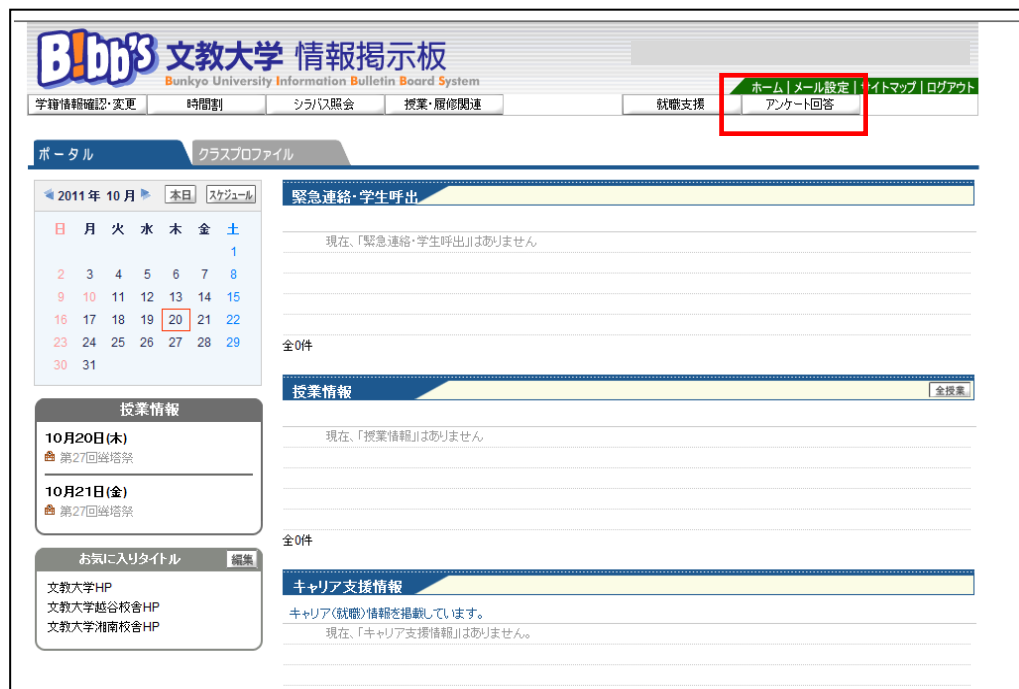 B!bb's 文教大学 情報掲示板
Bunkyo University Information Bulletin Board System
ホーム | メール設定 | サイトマップ | ログアウト
学籍情報確認・変更 時間割 シラバス照会 授業・履修関連 就職支援 アンケート回答
ポータル クラスプロファイル
2011年 10月 本日 スケジュール
日 月 火 水 木 金 土
1
2 3 4 5 6 7 8
9 10 11 12 13 14 15
16 17 18 19 20 21 22
23 24 25 26 27 28 29
30 31
授業情報
10月20日(木)
第27回 塔祭
10月21日(金)
第27回 塔祭
お気に入りタイトル 編集
文教大学HP
文教大学越谷校舎HP
文教大学湘南校舎HP
緊急連絡・学生呼出
現在、「緊急連絡・学生呼出」はありません
全0件
授業情報 全授業
現在、「授業情報」はありません
全0件
キャリア支援情報
キャリア(就職)情報を掲載しています。
現在、「キャリア支援情報」はありません。